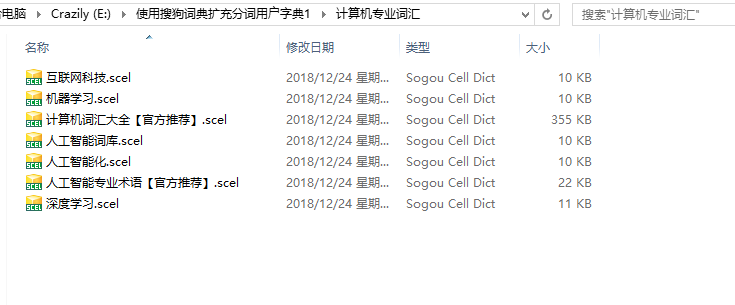 电脑 › Crazily (E:) › 使用搜狗词典扩充分词用户字典1 › 计算机专业词汇 搜索"计算机专业词汇"
名称 修改日期 类型 大小
互联网科技.scel 2018/12/24 星期... Sogou Cell Dict 10 KB
机器学习.scel 2018/12/24 星期... Sogou Cell Dict 10 KB
计算机词汇大全【官方推荐】.scel 2018/12/24 星期... Sogou Cell Dict 355 KB
人工智能词库.scel 2018/12/24 星期... Sogou Cell Dict 10 KB
人工智能化.scel 2018/12/24 星期... Sogou Cell Dict 10 KB
人工智能专业术语【官方推荐】.scel 2018/12/24 星期... Sogou Cell Dict 22 KB
深度学习.scel 2018/12/24 星期... Sogou Cell Dict 11 KB